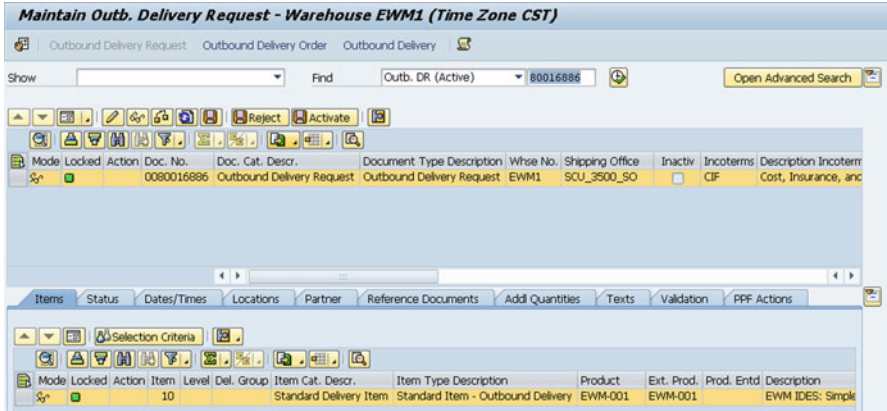 Maintain Outb. Delivery Request - Warehouse EWM1 (Time Zone CST)
Outbound Delivery Request Outbound Delivery Order Outbound Delivery
Show Find Outb. DR (Active) 80016886 Open Advanced Search
Reject Activate
Mode Locked Action Doc. No. Doc. Cat. Descr. Document Type Description Whse No. Shipping Office Inactiv Incoterms Description Incoterm
0080016886 Outbound Delivery Request Outbound Delivery Request EWM1 SCU_3500_SO CIF Cost, Insurance, and
Items Status Dates/Times Locations Partner Reference Documents Addl Quantities Texts Validation PPF Actions
Selection Criteria
Mode Locked Action Item Level Del. Group Item Cat. Descr. Item Type Description Product Ext. Prod. Prod. Entd Description
10 Standard Delivery Item Standard Item - Outbound Delivery EWM-001 EWM-001 EWM IDES: Simple